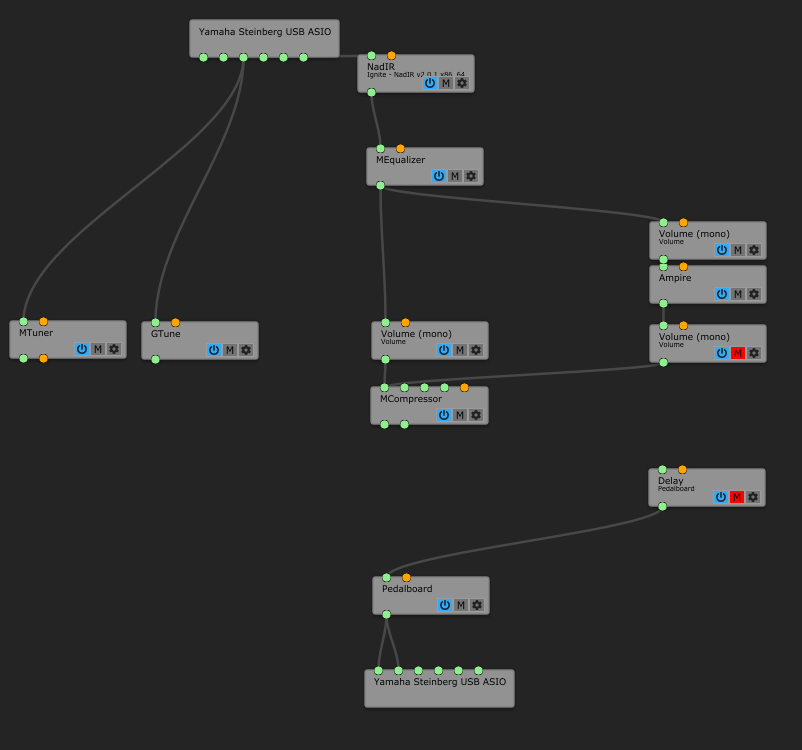 Yamaha Steinberg USB ASIO
NadIR
Ignite - NadIR v2.0.1 x86_64
M
MEqualizer
M
Volume (mono)
Volume
M
Ampire
M
MTuner
M
GTune
M
Volume (mono)
Volume
M
Volume (mono)
Volume
M
MCompressor
M
Delay
Pedalboard
M
Pedalboard
M
Yamaha Steinberg USB ASIO